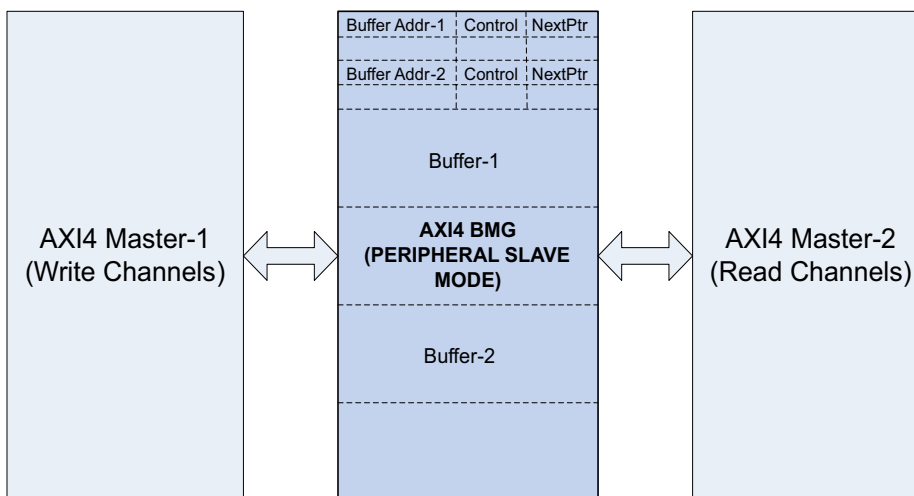 Buffer Addr-1 Control NextPtr
Buffer Addr-2 Control NextPtr
Buffer-1
AXI4 Master-1
(Write Channels)
AXI4 BMG
(PERIPHERAL SLAVE
MODE)
AXI4 Master-2
(Read Channels)
Buffer-2